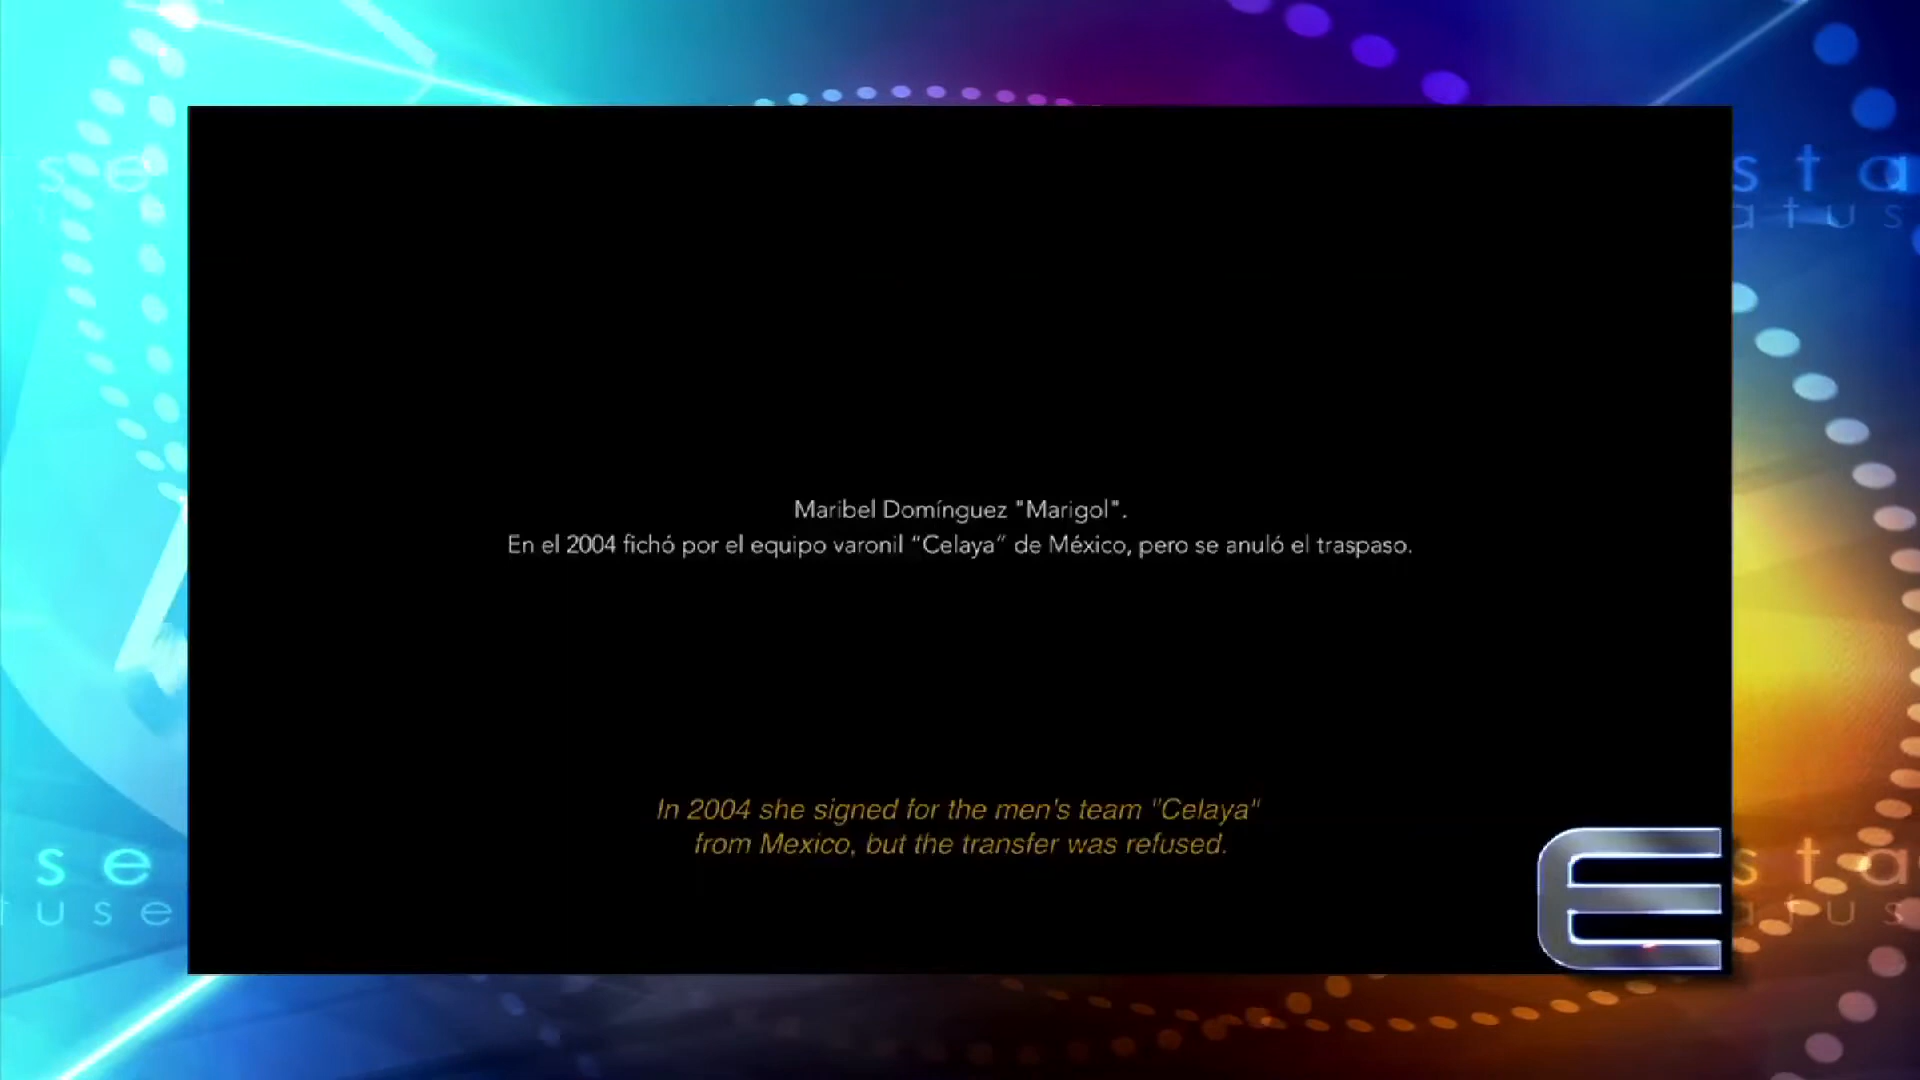 s e
s t a
a t u s
Maribel Domínguez "Marigol".
En el 2004 fichó por el equipo varonil “Celaya” de México, pero se anuló el traspaso.
In 2004 she signed for the men's team "Celaya"
from Mexico, but the transfer was refused.
E
s e
t u s e
s t a
a t u s